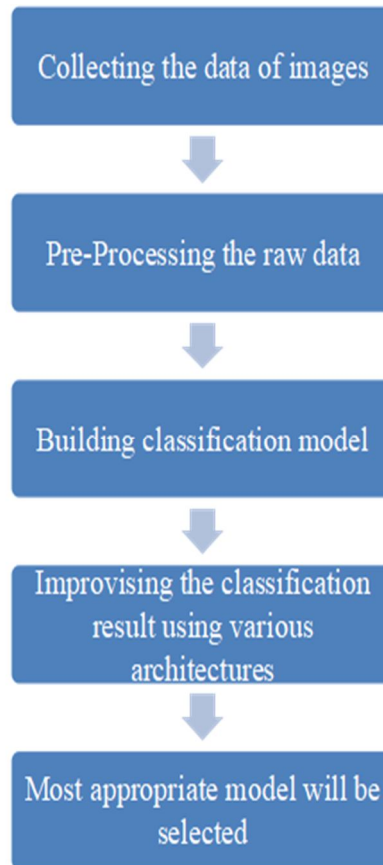 Collecting the data of images
Pre-Processing the raw data
Building classification model
Improvising the classification
result using various
architectures
Most appropriate model will be
selected